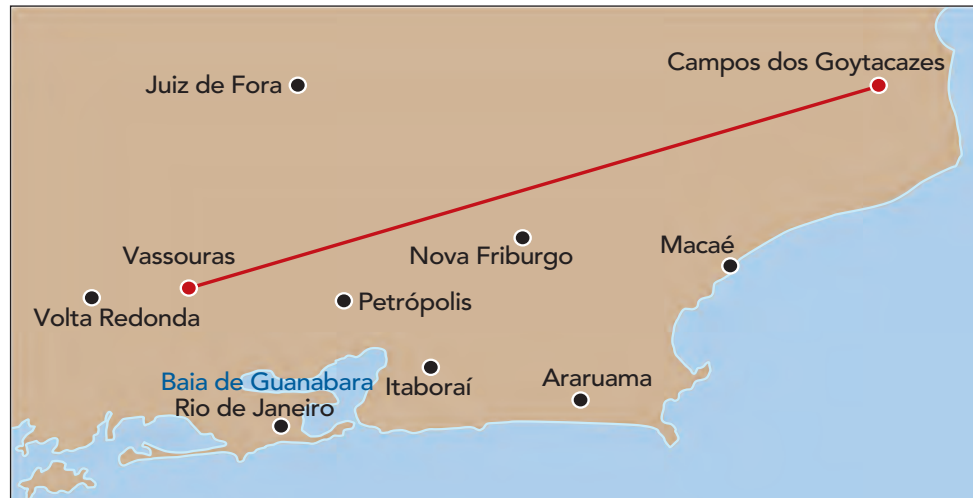 Campos dos Goytacazes
Juiz de Fora
Vassouras
Nova Friburgo
Macaé
Volta Redonda
Petrópolis
Baia de Guanabara
Rio de Janeiro
Itaboraí
Araruama